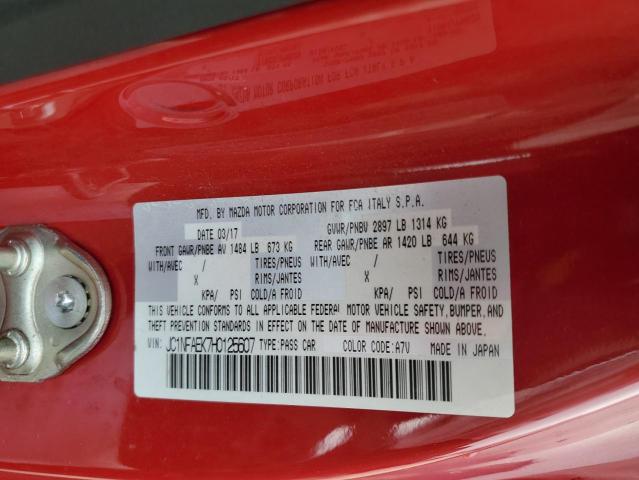 MFD. BY MAZDA MOTOR CORPORATION FOR FCA ITALY S.P.A.
DATE 03/17 GVWR/PNBV 2897 LB 1314 KG
FRONT GAWR/PNBE AV 1484 LB 673 KG REAR GAWR/PNBE AR 1420 LB 644 KG
WITH/AVEC / TIRES/PNEUS WITH/AVEC / TIRES/PNEUS
X RIMS/JANTES X RIMS/JANTES
KPA/ PSI COLD/A FROID KPA/ PSI COLD/A FROID
THIS VEHICLE CONFORMS TO ALL APPLICABLE FEDERAL MOTOR VEHICLE SAFETY,BUMPER,AND
THEFT PREVENTION STANDARDS IN EFFECT ON THE DATE OF MANUFACTURE SHOWN ABOVE.
VIN: JC1NFAEK7H0125607 TYPE:PASS CAR COLOR CODE:A7V MADE IN JAPAN